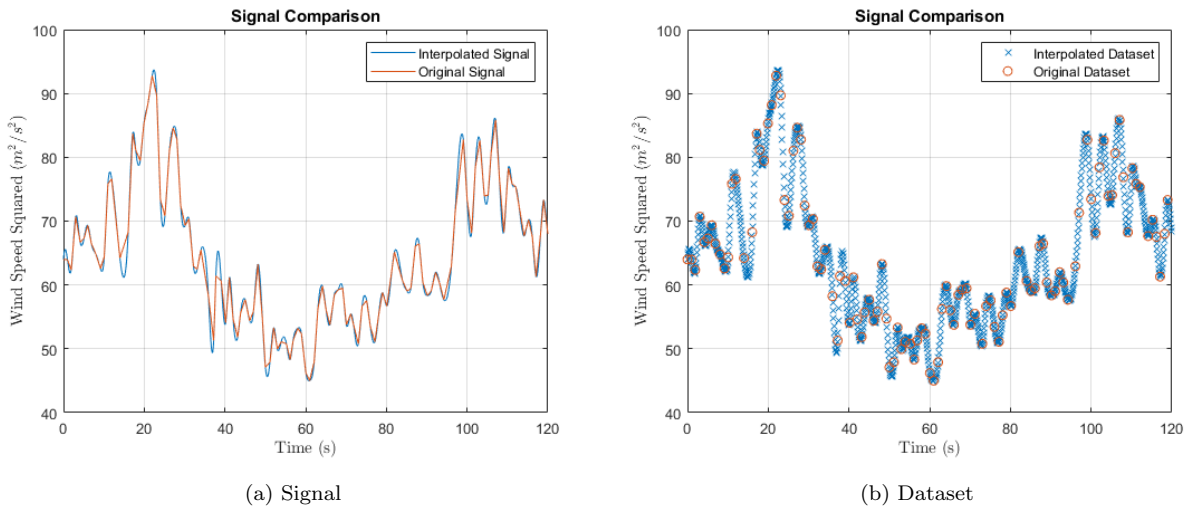 Signal Comparison
100
90
80
70
60
50
40
0
20
40
60
80
100
120
Wind Speed Squared (m²/s²)
Time (s)
Interpolated Signal
Original Signal
(a) Signal
Signal Comparison
100
90
80
70
60
50
40
0
20
40
60
80
100
120
Wind Speed Squared (m²/s²)
Time (s)
Interpolated Dataset
Original Dataset
(b) Dataset